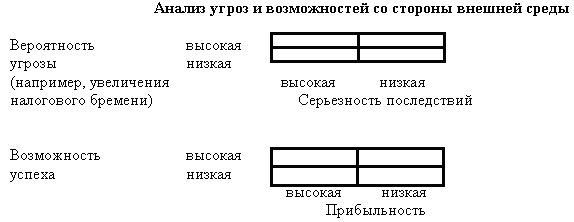 Анализ угроз и возможностей со стороны внешней среды
Вероятность высокая
угрозы низкая
(например, увеличения высокая низкая
налогового бремени) Серьезность последствий
Возможность высокая
успеха низкая
высокая низкая
Прибыльность